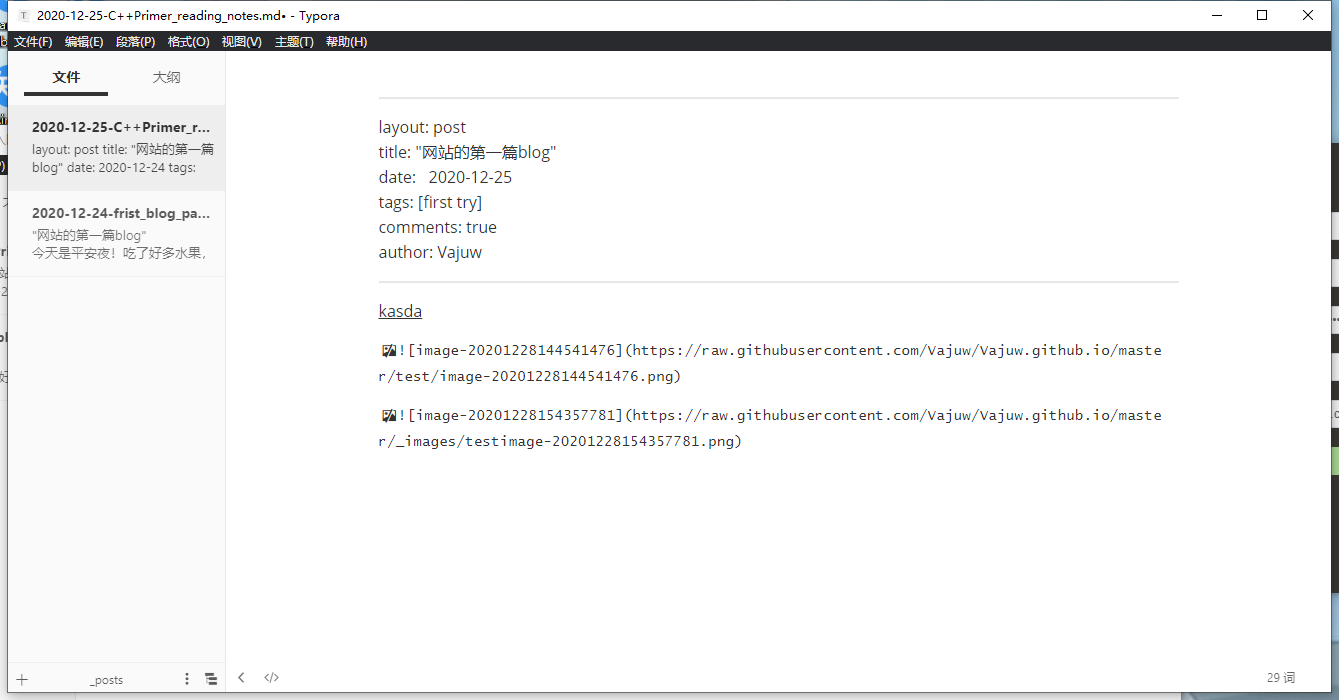 2020-12-25-C++Primer_reading_notes.md• - Typora
文件(F) 编辑(E) 段落(P) 格式(O) 视图(V) 主题(T) 帮助(H)
文件 大纲
2020-12-25-C++Primer_r...
layout: post title: "网站的第一篇
blog" date: 2020-12-24 tags:
2020-12-24-frist_blog_pa...
"网站的第一篇blog"
今天是平安夜！吃了好多水果，
layout: post
title: "网站的第一篇blog"
date: 2020-12-25
tags: [first try]
comments: true
author: Vajuw
kasda
![image-20201228144541476](https://raw.githubusercontent.com/Vajuw/Vajuw.github.io/maste
r/test/image-20201228144541476.png)
![image-20201228154357781](https://raw.githubusercontent.com/Vajuw/Vajuw.github.io/maste
r/_images/testimage-20201228154357781.png)
_posts
</>
29 词